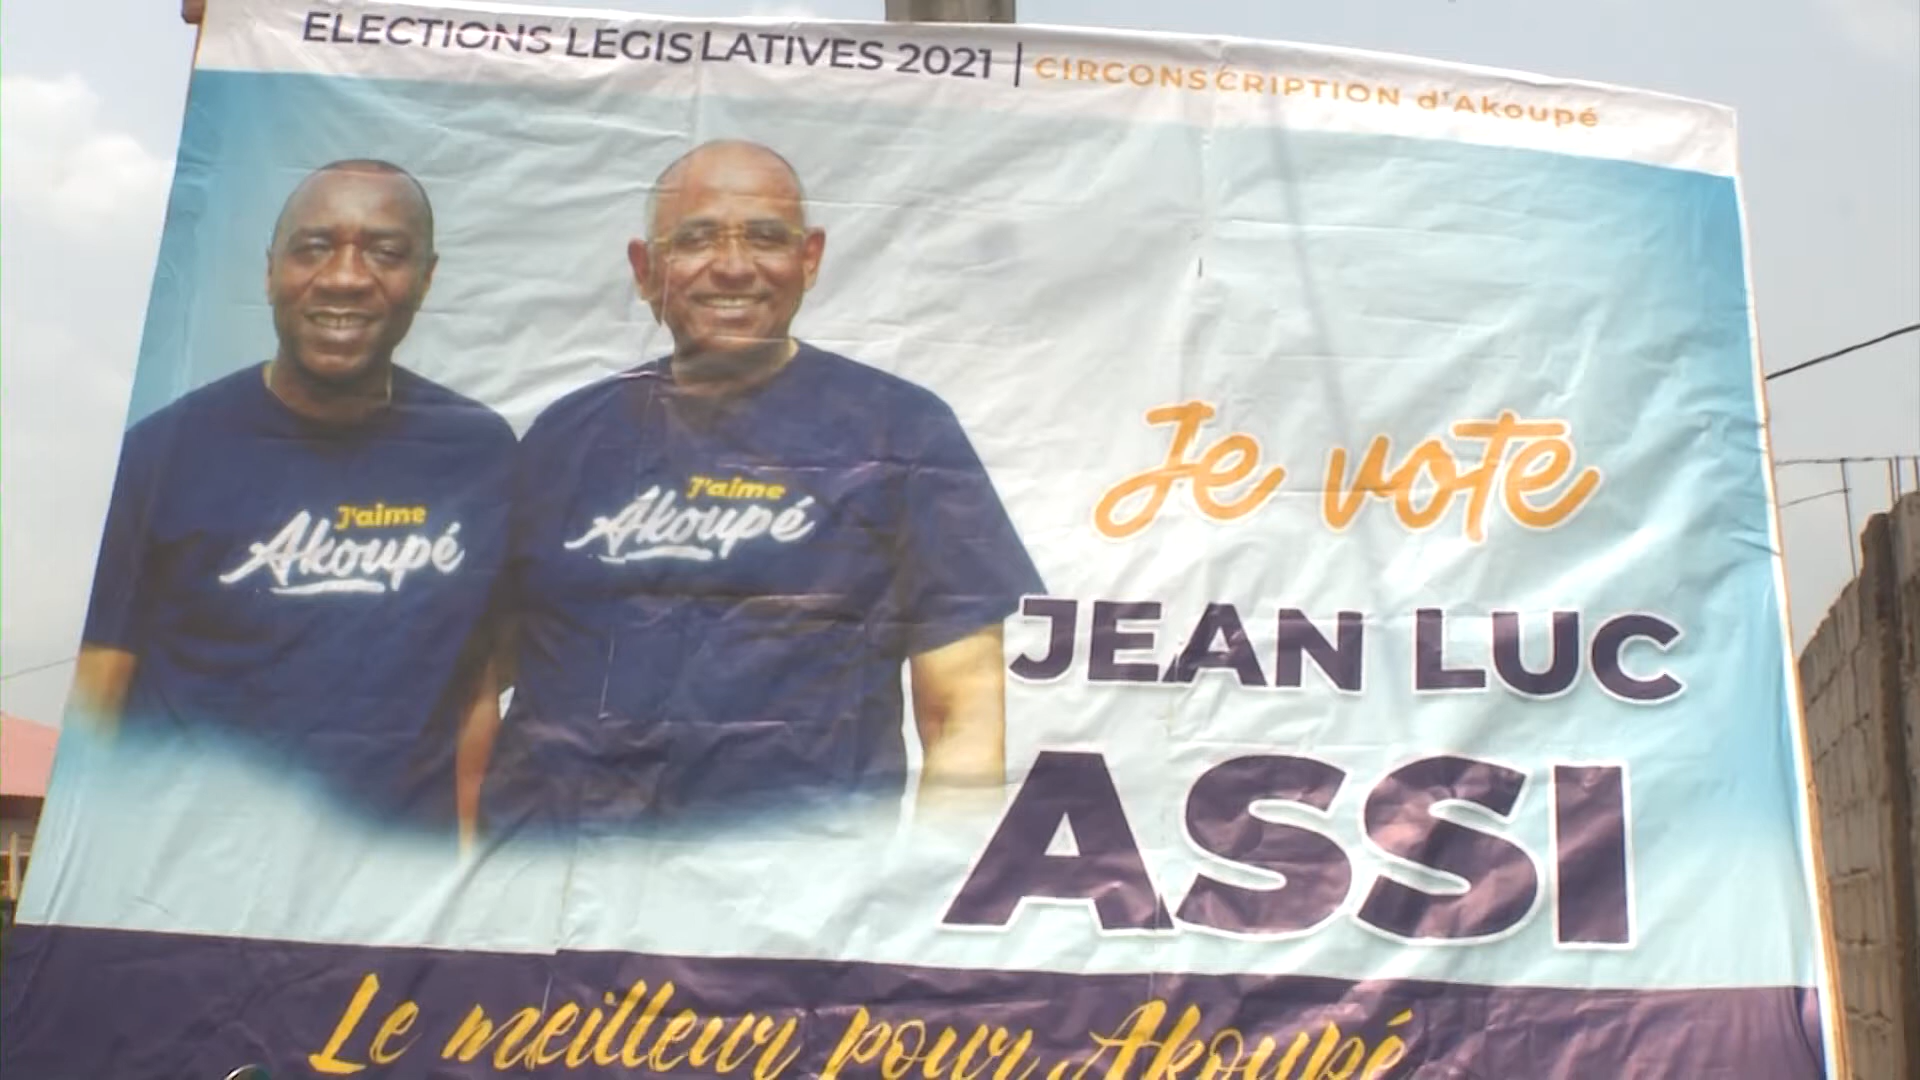 ELECTIONS LEGISLATIVES 2021 | CIRCONSCRIPTION d'Akoupé
J'aime
Akoupé
J'aime
Akoupé
Je vote
JEAN LUC
ASSI
Le meilleur pour Akoupé